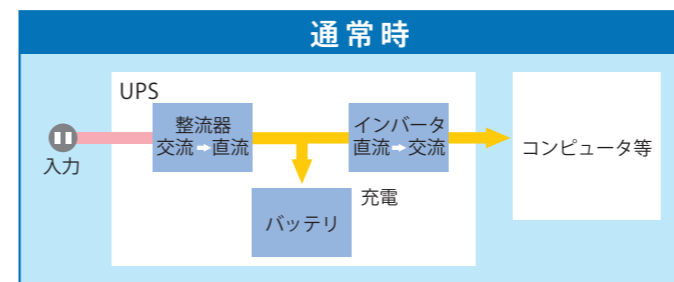 通常時
UPS
整流器
交流➡直流
インバータ
直流➡交流
コンピュータ等
入力
充電
バッテリ